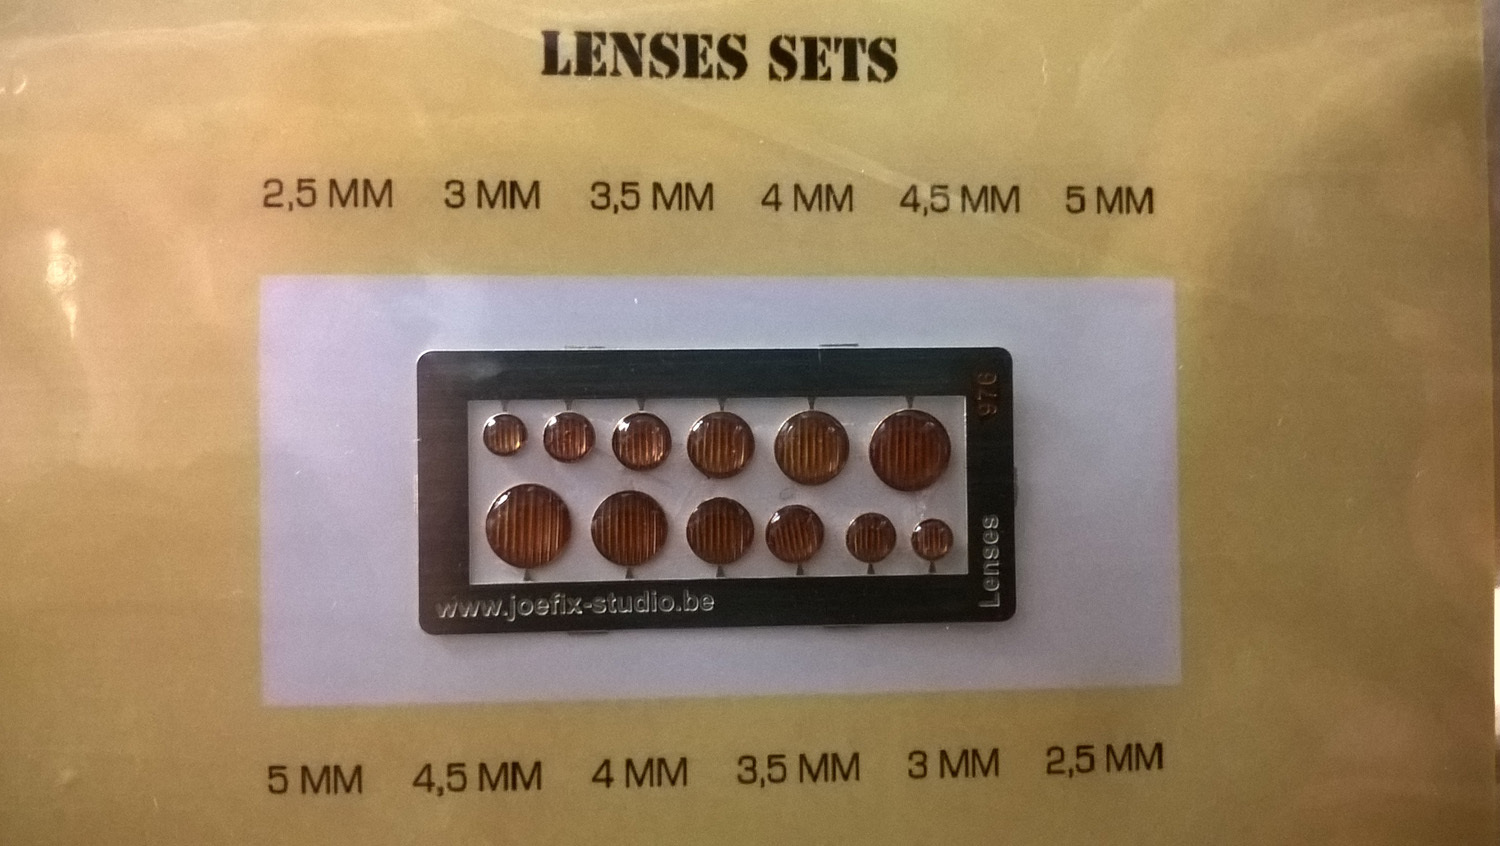 LENSES SETS
2,5 MM 3 MM 3,5 MM 4 MM 4,5 MM 5 MM
976
Lenses
www.joefix-studio.be
5 MM 4,5 MM 4 MM 3,5 MM 3 MM 2,5 MM